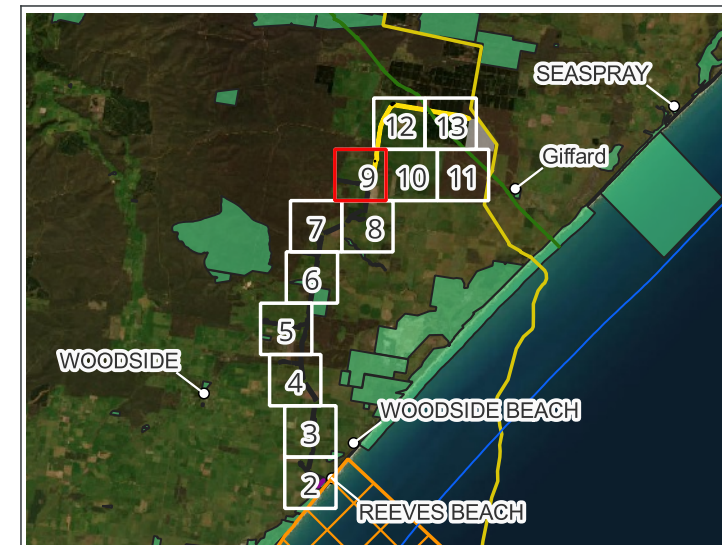 SEASPRAY
12 13
Giffard
9 10 11
7 8
6
5
WOODSIDE
4
WOODSIDE BEACH
3
2
REEVES BEACH